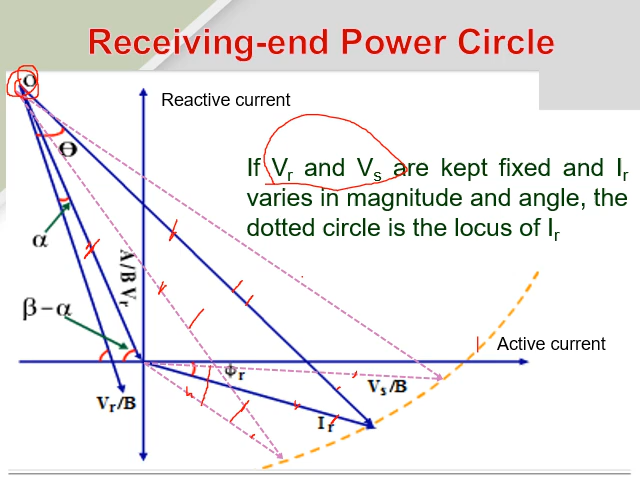 Receiving-end Power Circle
O
Reactive current
If Vr and Vs are kept fixed and Ir
varies in magnitude and angle, the
dotted circle is the locus of Ir
Θ
α
A/B Vr
β−α
Active current
ϕr
Vs/B
Vr/B
Ir